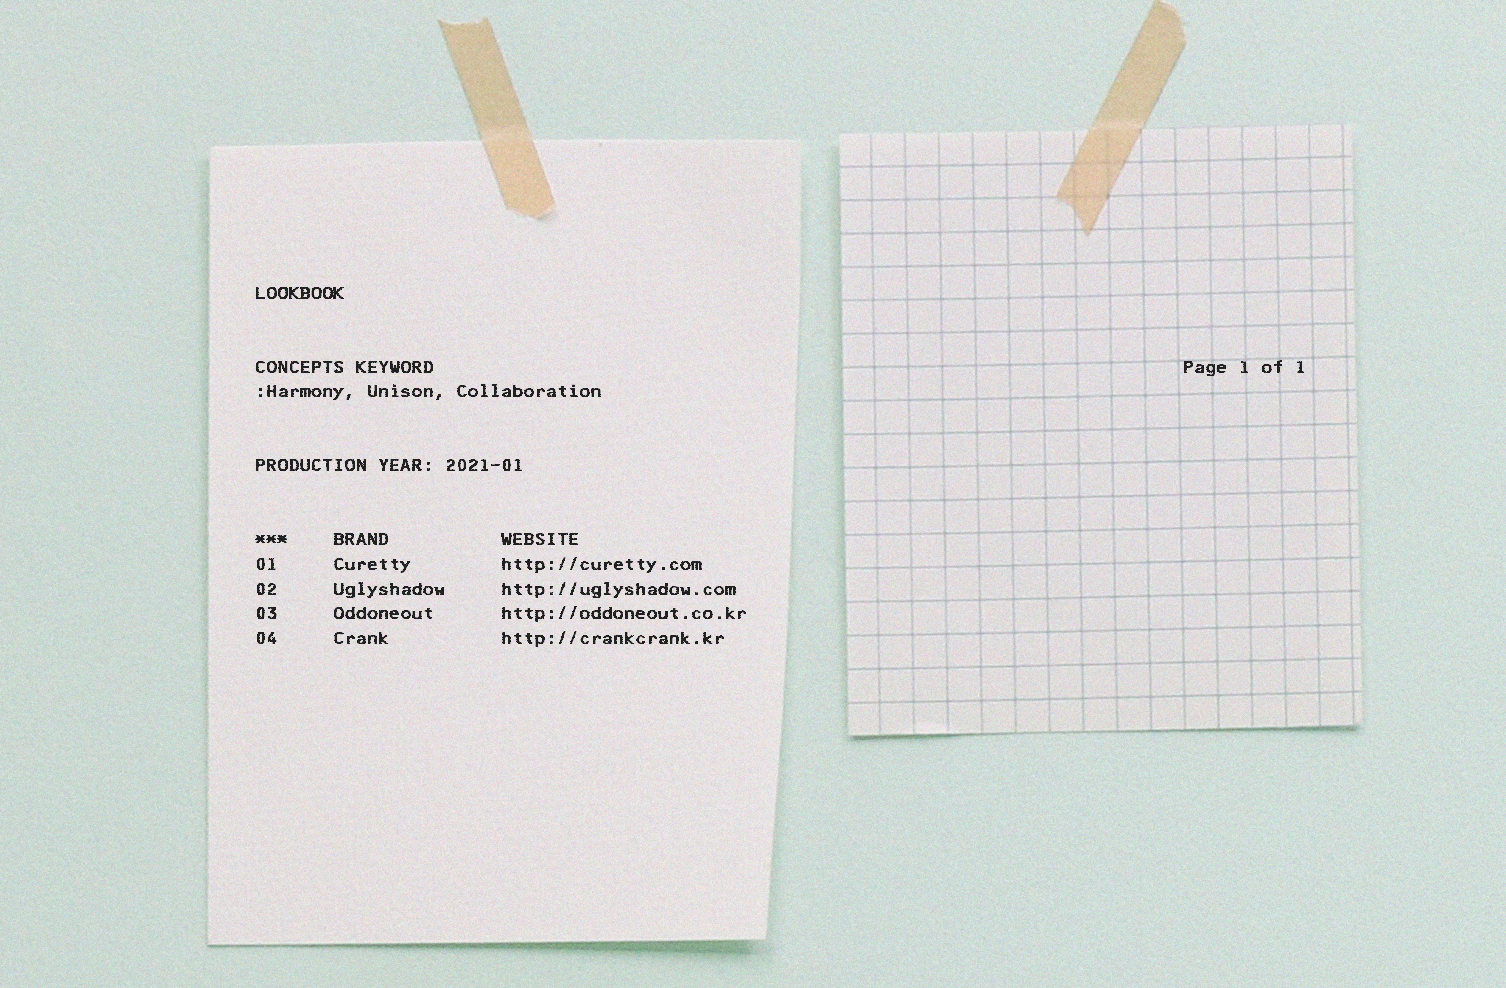 LOOKBOOK
CONCEPTS KEYWORD
:Harmony, Unison, Collaboration
PRODUCTION YEAR: 2021-01
*** BRAND WEBSITE
01 Curetty http://curetty.com
02 Uglyshadow http://uglyshadow.com
03 Oddoneout http://oddoneout.co.kr
04 Crank http://crankcrank.kr
Page 1 of 1